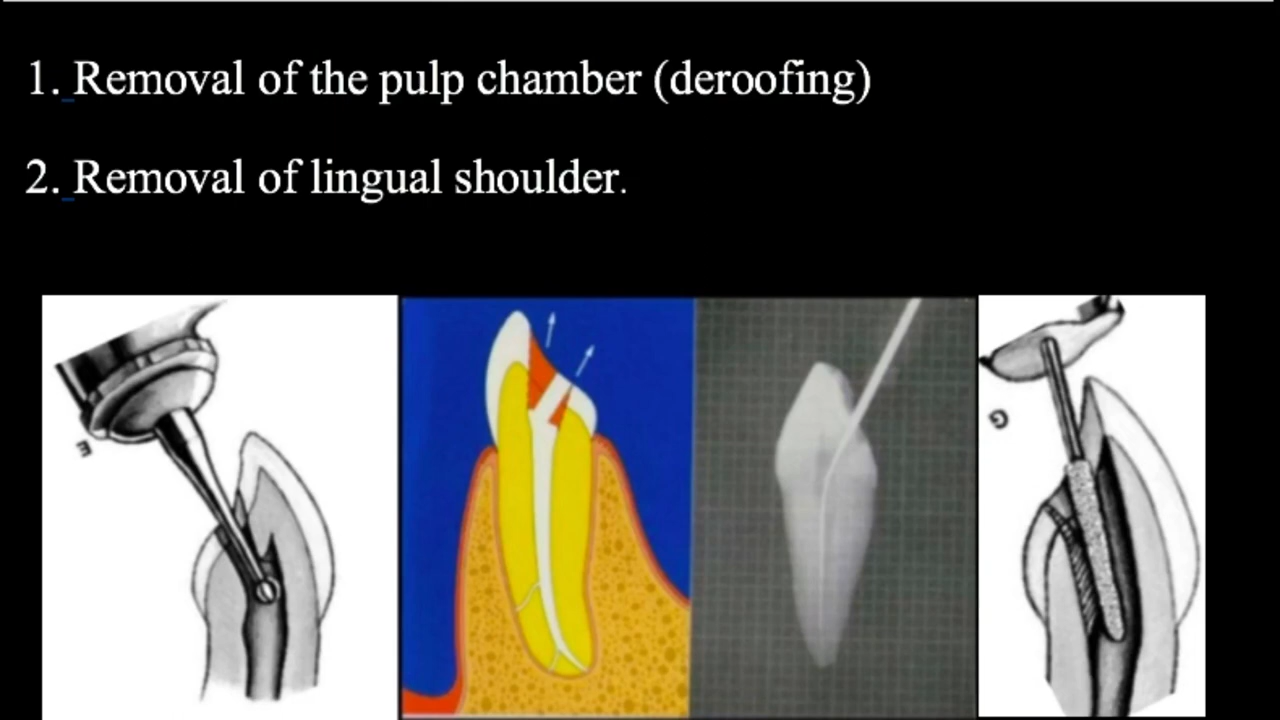 1. Removal of the pulp chamber (deroofing)
2. Removal of lingual shoulder.
E
G